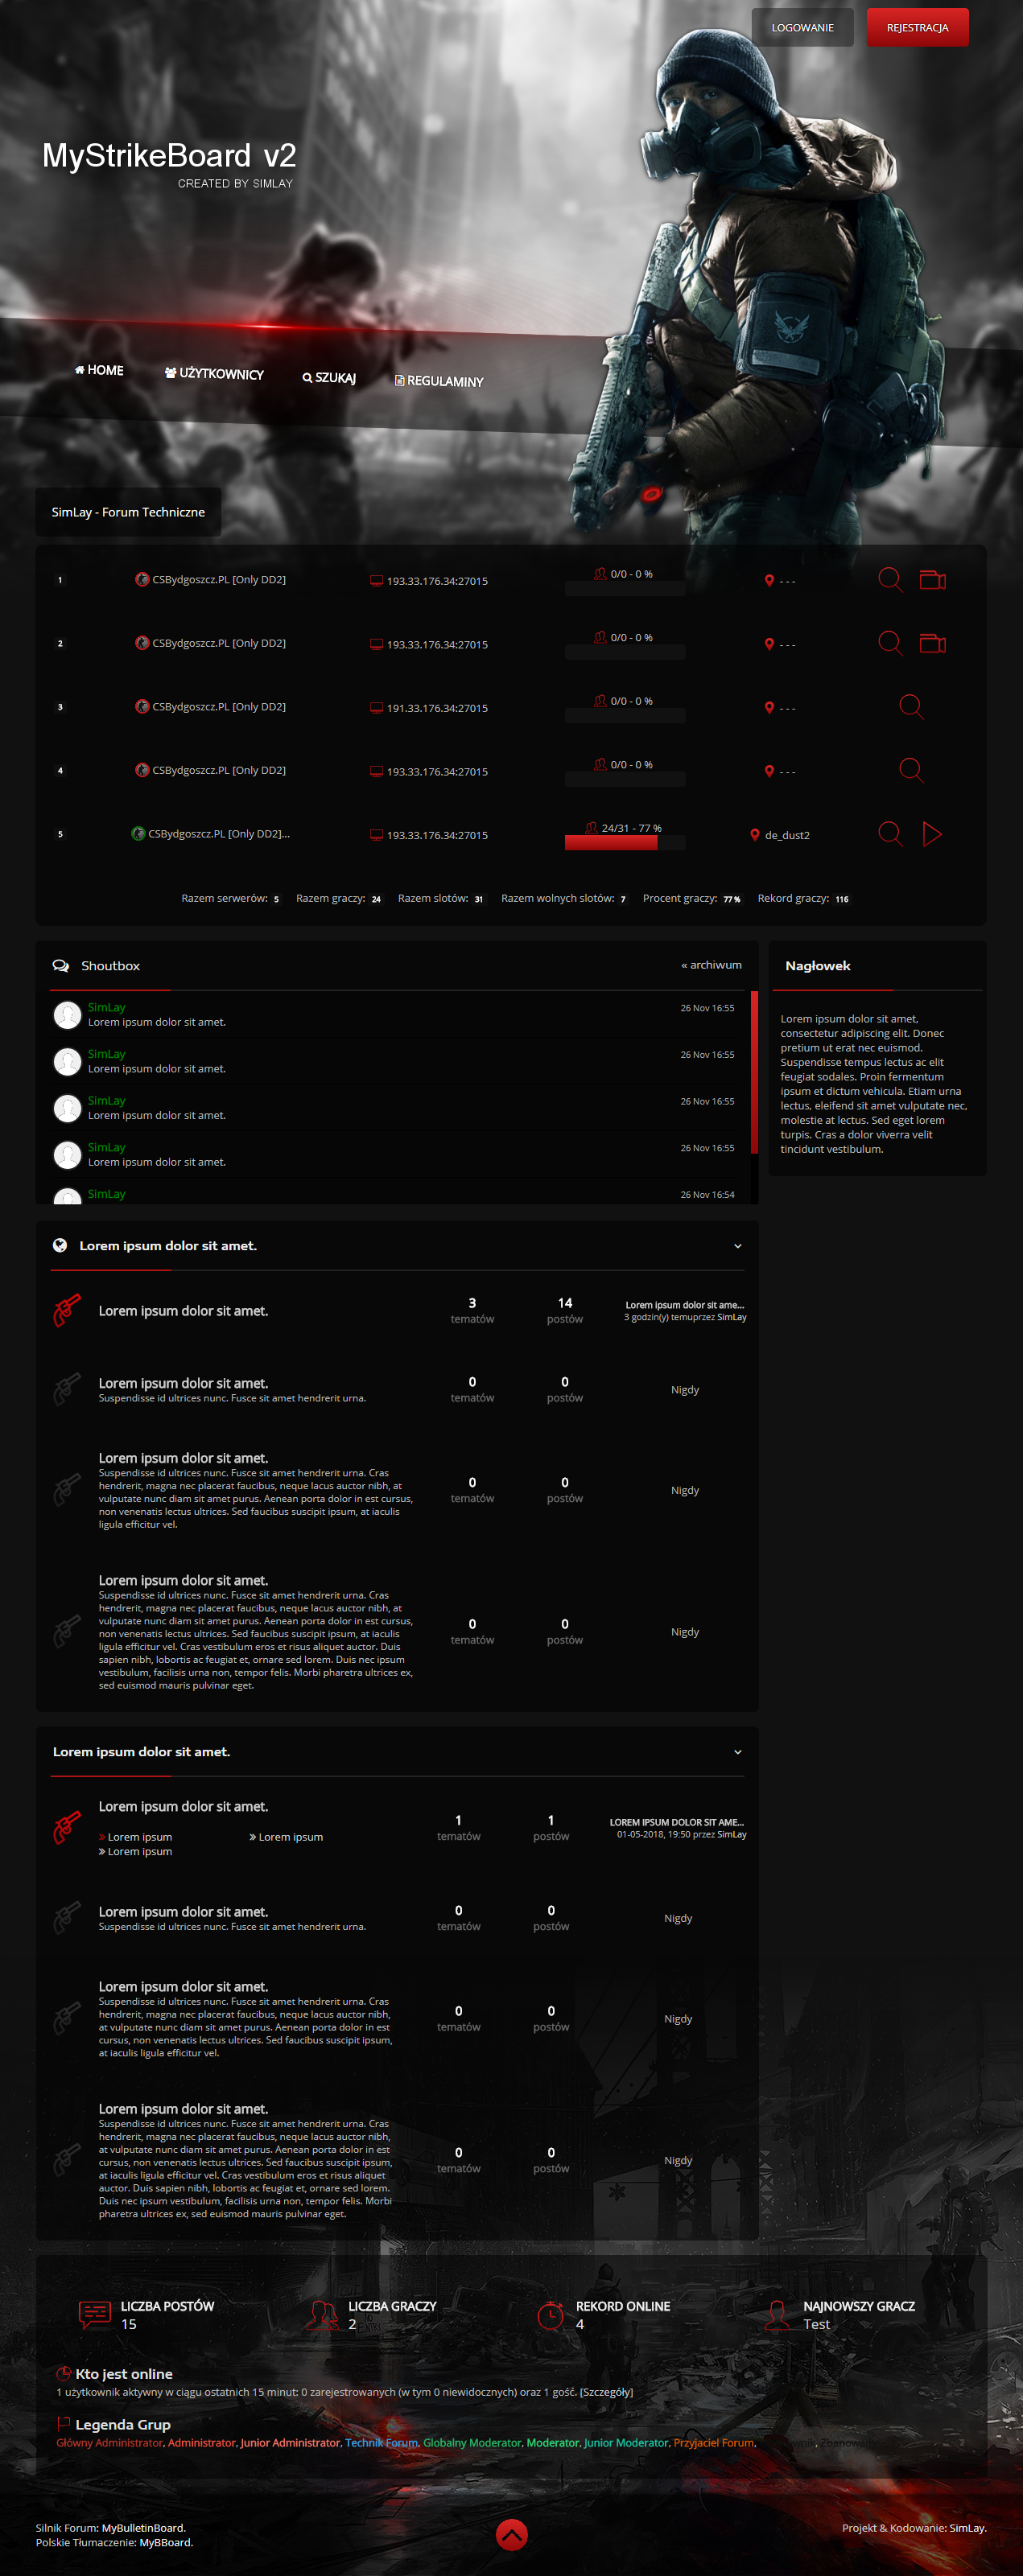 LOGOWANIE
REJESTRACJA
MyStrikeBoard v2
CREATED BY SIMLAY
HOME
UŻYTKOWNICY
SZUKAJ
REGULAMINY
SimLay - Forum Techniczne
1 CSBydgoszcz.PL [Only DD2] 193.33.176.34:27015 0/0 - 0 % - - -
2 CSBydgoszcz.PL [Only DD2] 193.33.176.34:27015 0/0 - 0 % - - -
3 CSBydgoszcz.PL [Only DD2] 191.33.176.34:27015 0/0 - 0 % - - -
4 CSBydgoszcz.PL [Only DD2] 193.33.176.34:27015 0/0 - 0 % - - -
5 CSBydgoszcz.PL [Only DD2]... 193.33.176.34:27015 24/31 - 77 % de_dust2
Razem serwerów: 5 Razem graczy: 24 Razem slotów: 31 Razem wolnych slotów: 7 Procent graczy: 77 % Rekord graczy: 116
Shoutbox
« archiwum
SimLay 26 Nov 16:55
Lorem ipsum dolor sit amet.
SimLay 26 Nov 16:55
Lorem ipsum dolor sit amet.
SimLay 26 Nov 16:55
Lorem ipsum dolor sit amet.
SimLay 26 Nov 16:55
Lorem ipsum dolor sit amet.
SimLay 26 Nov 16:54
Nagłowek
Lorem ipsum dolor sit amet,
consectetur adipiscing elit. Donec
pretium ut erat nec euismod.
Suspendisse tempus lectus ac elit
feugiat sodales. Proin fermentum
ipsum et dictum vehicula. Etiam urna
lectus, eleifend sit amet vulputate nec,
molestie at lectus. Sed eget lorem
turpis. Cras a dolor viverra velit
tincidunt vestibulum.
Lorem ipsum dolor sit amet.
Lorem ipsum dolor sit amet.
3
tematów
14
postów
Lorem ipsum dolor sit ame...
3 godzin(y) temuprzez SimLay
Lorem ipsum dolor sit amet.
Suspendisse id ultrices nunc. Fusce sit amet hendrerit urna.
0
tematów
0
postów
Nigdy
Lorem ipsum dolor sit amet.
Suspendisse id ultrices nunc. Fusce sit amet hendrerit urna. Cras
hendrerit, magna nec placerat faucibus, neque lacus auctor nibh, at
vulputate nunc diam sit amet purus. Aenean porta dolor in est cursus,
non venenatis lectus ultrices. Sed faucibus suscipit ipsum, at iaculis
ligula efficitur vel.
0
tematów
0
postów
Nigdy
Lorem ipsum dolor sit amet.
Suspendisse id ultrices nunc. Fusce sit amet hendrerit urna. Cras
hendrerit, magna nec placerat faucibus, neque lacus auctor nibh, at
vulputate nunc diam sit amet purus. Aenean porta dolor in est cursus,
non venenatis lectus ultrices. Sed faucibus suscipit ipsum, at iaculis
ligula efficitur vel. Cras vestibulum eros et risus aliquet auctor. Duis
sapien nibh, lobortis ac feugiat et, ornare sed lorem. Duis nec ipsum
vestibulum, facilisis urna non, tempor felis. Morbi pharetra ultrices ex,
sed euismod mauris pulvinar eget.
0
tematów
0
postów
Nigdy
Lorem ipsum dolor sit amet.
Lorem ipsum dolor sit amet.
» Lorem ipsum
» Lorem ipsum
» Lorem ipsum
1
tematów
1
postów
LOREM IPSUM DOLOR SIT AME...
01-05-2018, 19:50 przez SimLay
Lorem ipsum dolor sit amet.
Suspendisse id ultrices nunc. Fusce sit amet hendrerit urna.
0
tematów
0
postów
Nigdy
Lorem ipsum dolor sit amet.
Suspendisse id ultrices nunc. Fusce sit amet hendrerit urna. Cras
hendrerit, magna nec placerat faucibus, neque lacus auctor nibh,
at vulputate nunc diam sit amet purus. Aenean porta dolor in est
cursus, non venenatis lectus ultrices. Sed faucibus suscipit ipsum,
at iaculis ligula efficitur vel.
0
tematów
0
postów
Nigdy
Lorem ipsum dolor sit amet.
Suspendisse id ultrices nunc. Fusce sit amet hendrerit urna. Cras
hendrerit, magna nec placerat faucibus, neque lacus auctor nibh,
at vulputate nunc diam sit amet purus. Aenean porta dolor in est
cursus, non venenatis lectus ultrices. Sed faucibus suscipit ipsum,
at iaculis ligula efficitur vel. Cras vestibulum eros et risus aliquet
auctor. Duis sapien nibh, lobortis ac feugiat et, ornare sed lorem.
Duis nec ipsum vestibulum, facilisis urna non, tempor felis. Morbi
pharetra ultrices ex, sed euismod mauris pulvinar eget.
0
tematów
0
postów
Nigdy
LICZBA POSTÓW
15
LICZBA GRACZY
2
REKORD ONLINE
4
NAJNOWSZY GRACZ
Test
Kto jest online
1 użytkownik aktywny w ciągu ostatnich 15 minut: 0 zarejestrowanych (w tym 0 niewidocznych) oraz 1 gość. [Szczegóły]
Legenda Grup
Główny Administrator, Administrator, Junior Administrator, Technik Forum, Globalny Moderator, Moderator, Junior Moderator, Przyjaciel Forum,
Silnik Forum: MyBulletinBoard.
Polskie Tłumaczenie: MyBBoard.
Projekt & Kodowanie: SimLay.